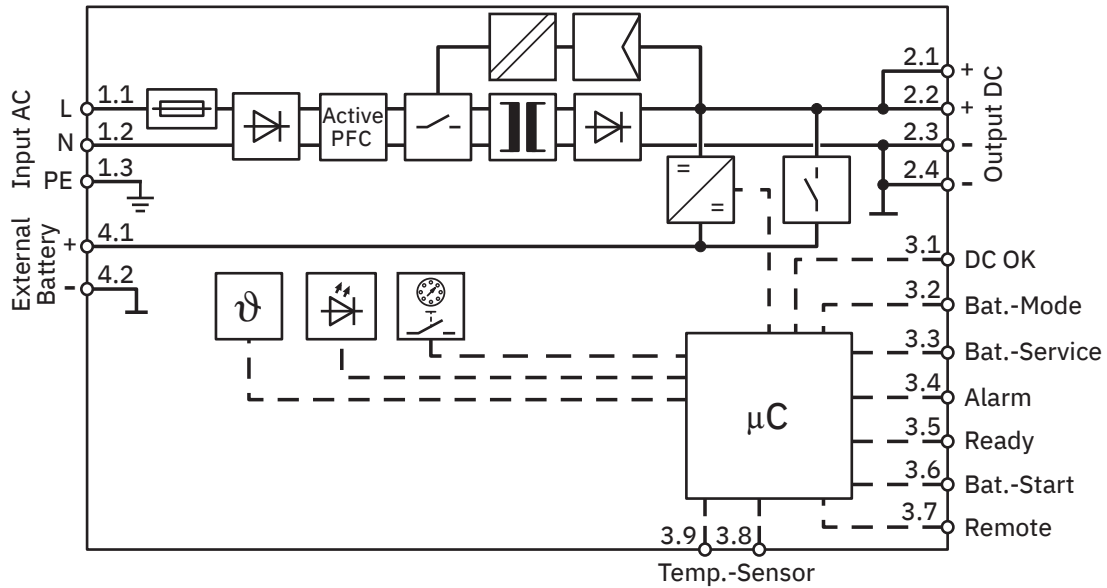 Input AC
L
1.1
N
1.2
PE
1.3
External
Battery
+
4.1
-
4.2
Active
PFC
=
=
ϑ
µC
2.1
+
2.2
+
2.3
-
2.4
-
Output DC
3.1
DC OK
3.2
Bat.-Mode
3.3
Bat.-Service
3.4
Alarm
3.5
Ready
3.6
Bat.-Start
3.7
Remote
3.9
3.8
Temp.-Sensor